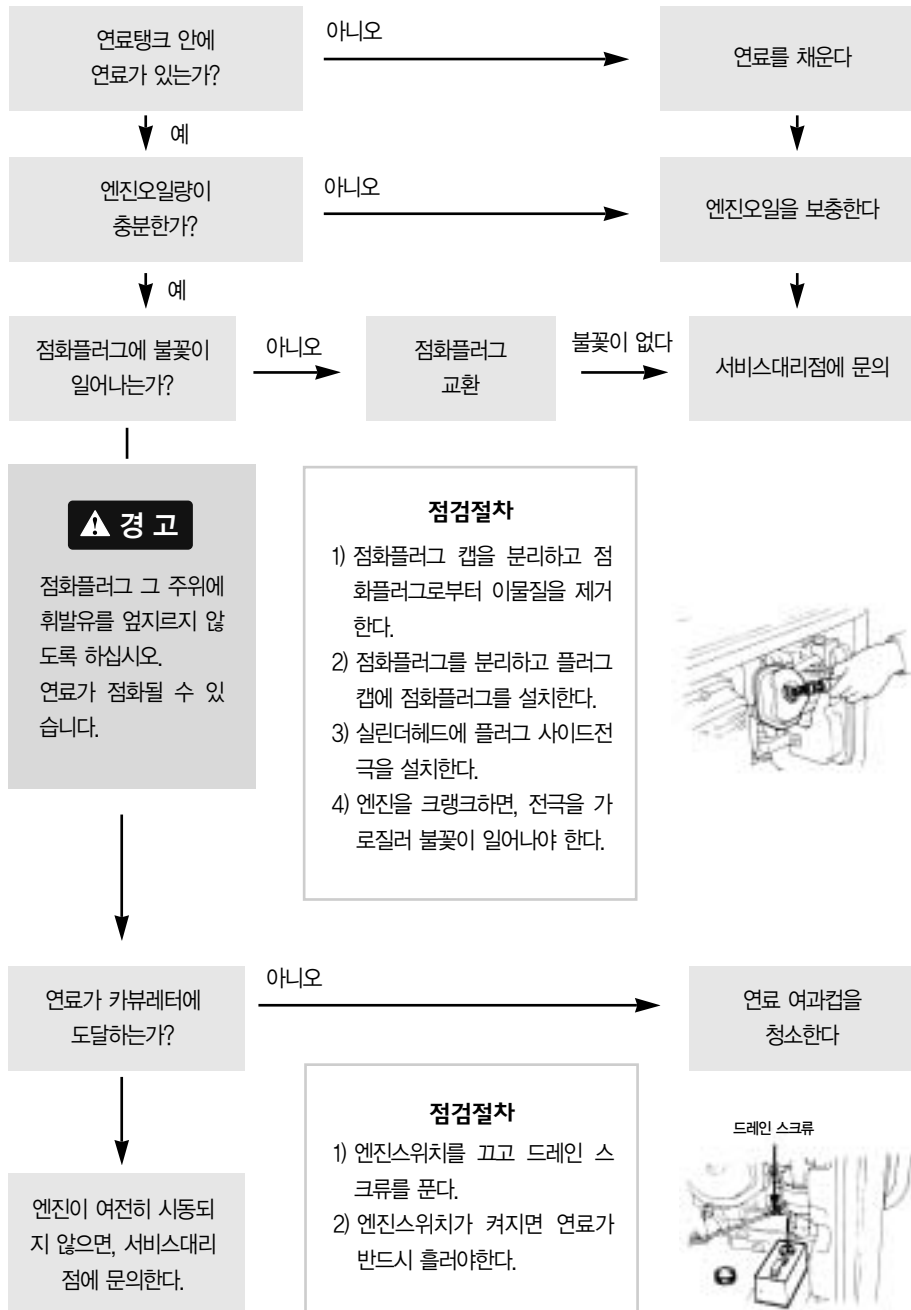 연료탱크 안에
연료가 있는가?
아니오
연료를 채운다
예
엔진오일량이
충분한가?
아니오
엔진오일을 보충한다
예
점화플러그에 불꽃이
일어나는가?
아니오
점화플러그
교환
불꽃이 없다
서비스대리점에 문의
경 고
점화플러그 그 주위에
휘발유를 엎지르지 않
도록 하십시오.
연료가 점화될 수 있
습니다.
점검절차
1) 점화플러그 캡을 분리하고 점
화플러그로부터 이물질을 제거
한다.
2) 점화플러그를 분리하고 플러그
캡에 점화플러그를 설치한다.
3) 실린더헤드에 플러그 사이드전
극을 설치한다.
4) 엔진을 크랭크하면, 전극을 가
로질러 불꽃이 일어나야 한다.
연료가 카뷰레터에
도달하는가?
아니오
연료 여과컵을
청소한다
엔진이 여전히 시동되
지 않으면, 서비스대리
점에 문의한다.
점검절차
1) 엔진스위치를 끄고 드레인 스
크류를 푼다.
2) 엔진스위치가 켜지면 연료가
반드시 흘러야한다.
드레인 스크류